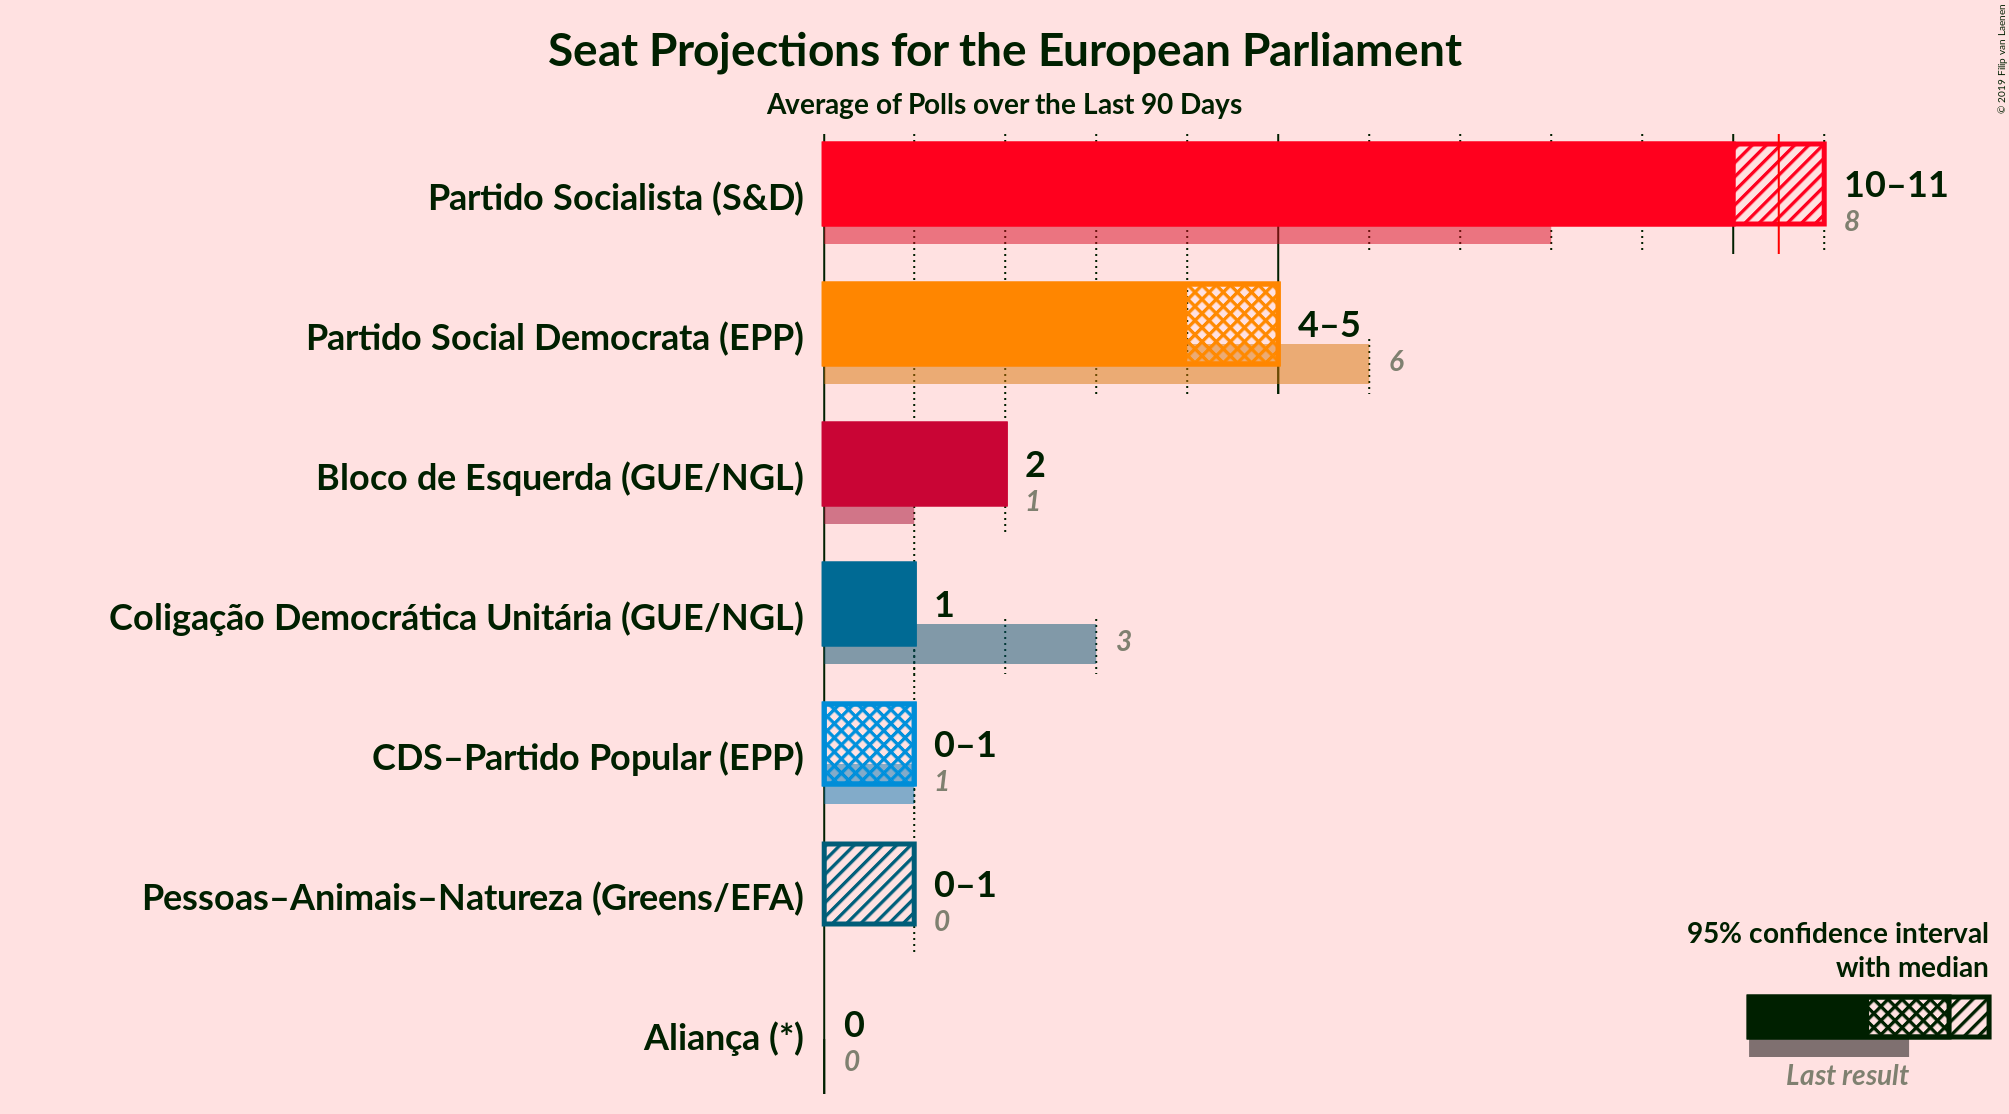 Seat Projections for the European Parliament
Average of Polls over the Last 90 Days
© 2019 Filip van Laenen
Partido Socialista (S&D)
10–11
8
Partido Social Democrata (EPP)
4–5
6
Bloco de Esquerda (GUE/NGL)
2
1
Coligação Democrática Unitária (GUE/NGL)
1
3
CDS–Partido Popular (EPP)
0–1
1
Pessoas–Animais–Natureza (Greens/EFA)
0–1
0
Aliança (*)
0
0
95% confidence interval
with median
Last result